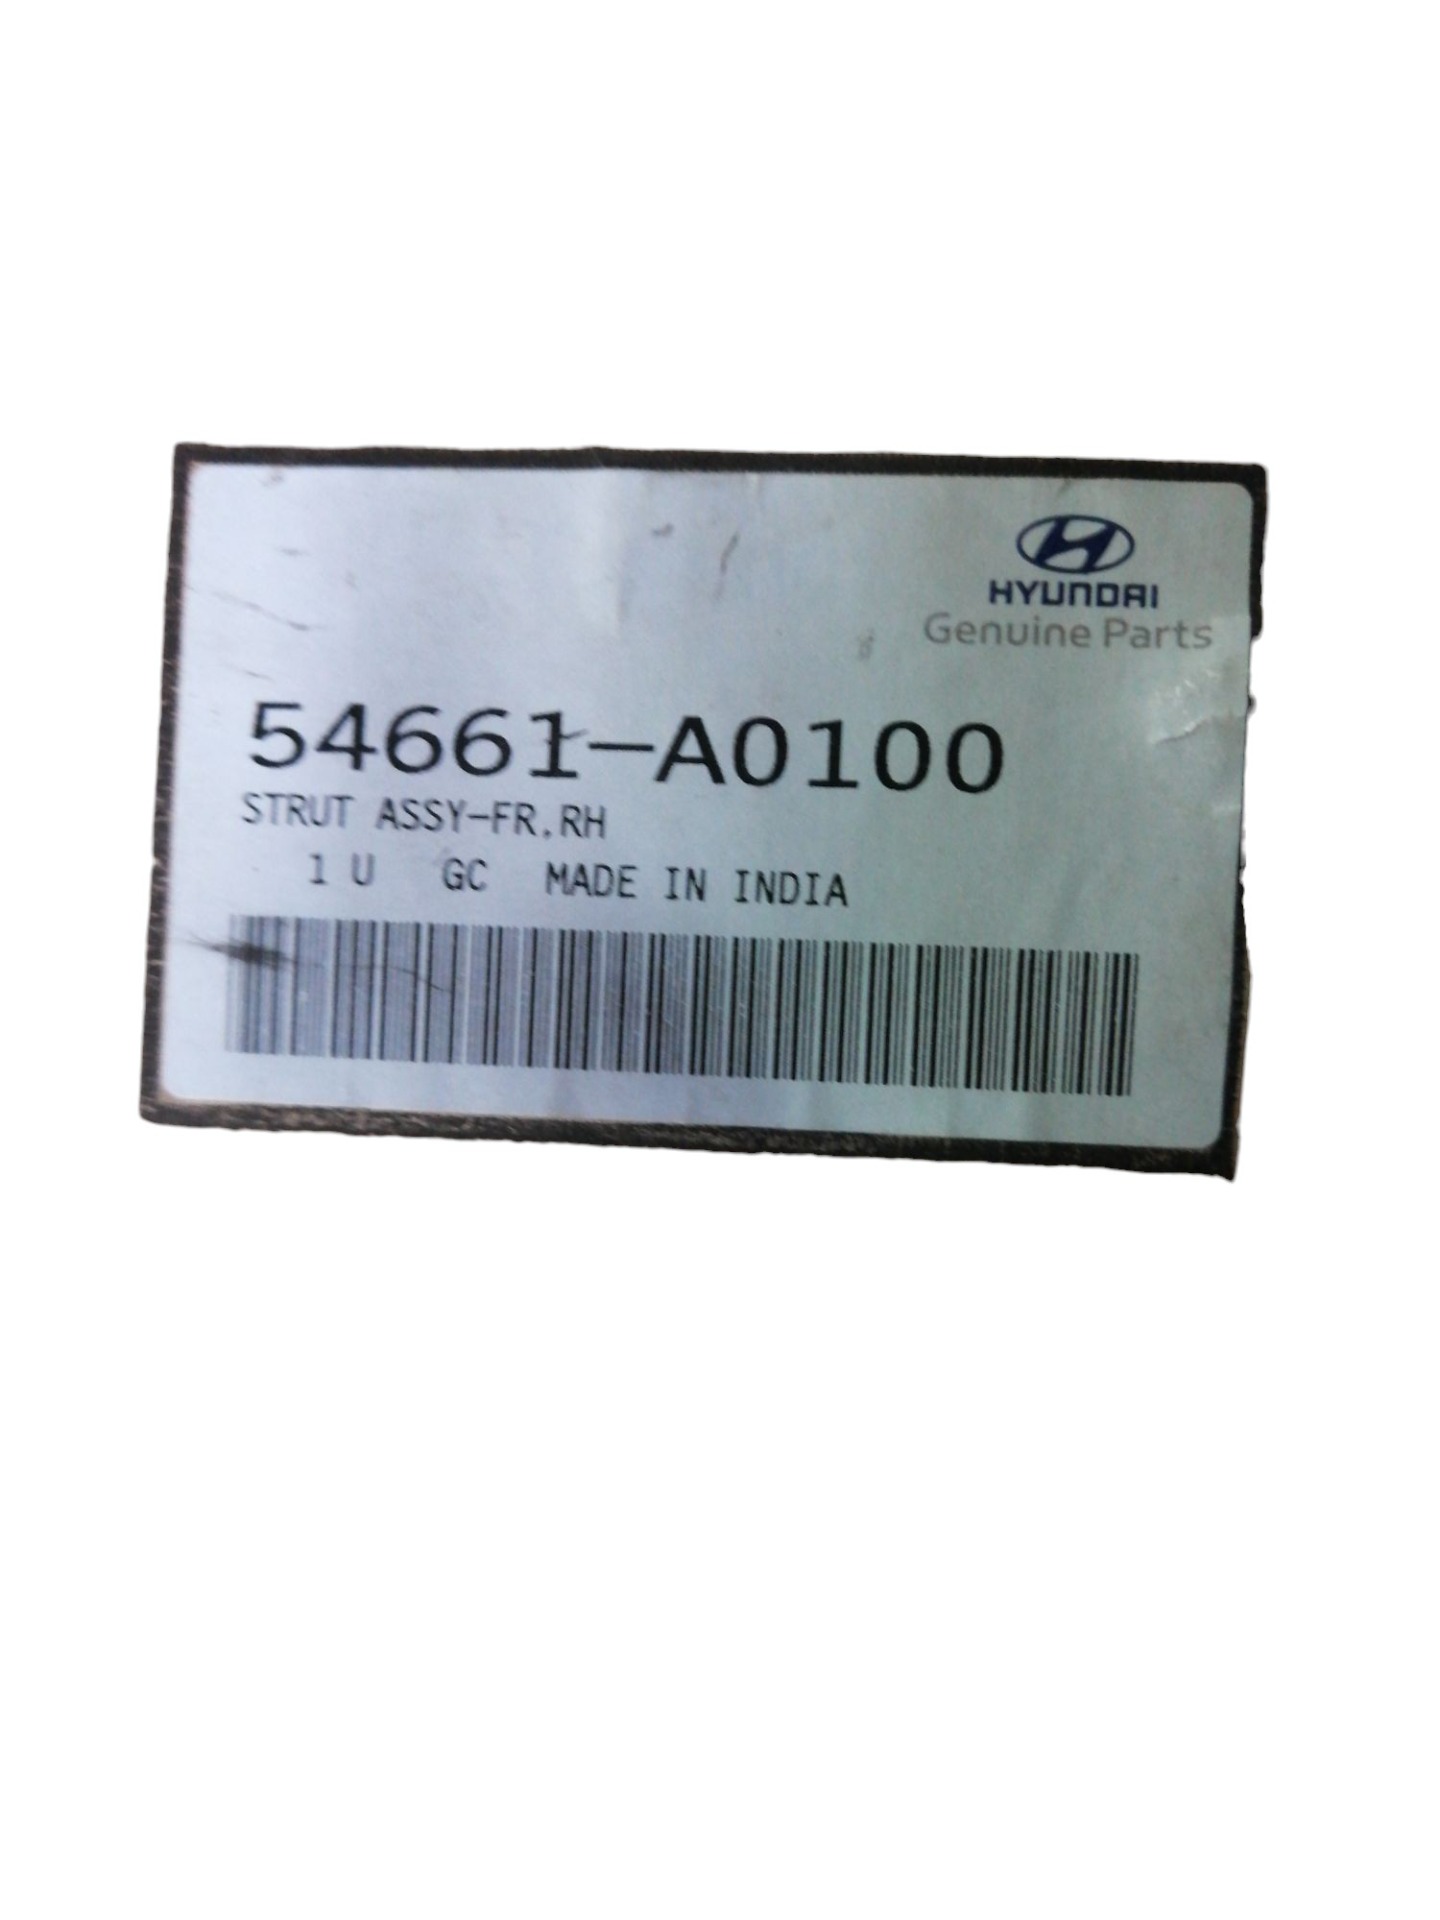 HYUNDAI
Genuine Parts
54661-A0100
STRUT ASSY-FR.RH
1 U GC MADE IN INDIA